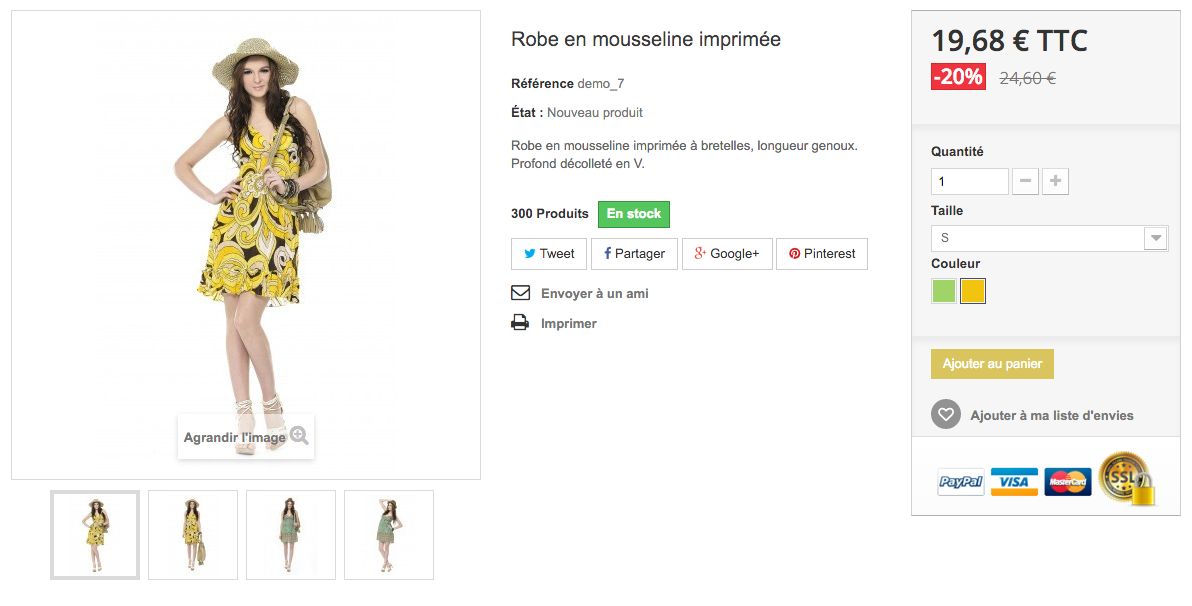 Robe en mousseline imprimée
Référence demo_7
État : Nouveau produit
Robe en mousseline imprimée à bretelles, longueur genoux.
Profond décolleté en V.
300 Produits En stock
Tweet Partager Google+ Pinterest
Envoyer à un ami
Imprimer
Agrandir l'image
19,68 € TTC
-20% 24,60 €
Quantité
1
Taille
S
Couleur
Ajouter au panier
Ajouter à ma liste d'envies
PayPal VISA MasterCard SSL